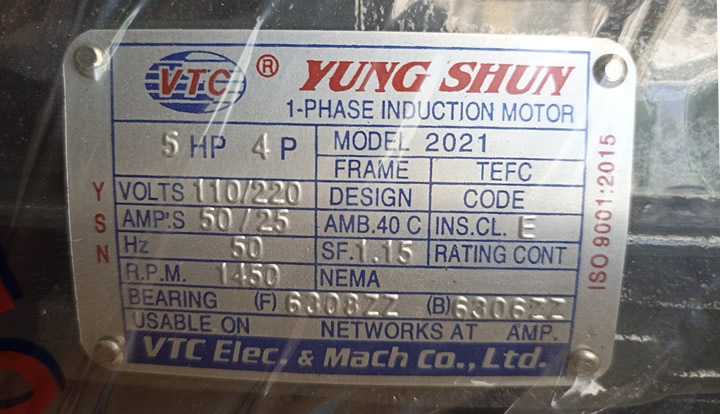 VTC ® YUNG SHUN
1-PHASE INDUCTION MOTOR
5 HP 4 P MODEL 2021
FRAME TEFC
VOLTS 110/220 DESIGN CODE
AMP'S 50/25 AMB.40 C INS.CL. E
Hz 50 SF.1.15 RATING CONT
R.P.M. 1450 NEMA
BEARING (F) 6308ZZ (B) 6306ZZ
USABLE ON NETWORKS AT AMP.
VTC Elec. & Mach Co., Ltd.
YSN
ISO 9001:2015